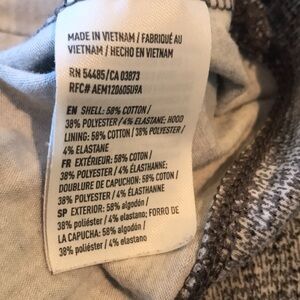 MADE IN VIETNAM / FABRIQUÉ AU
VIETNAM / HECHO EN VIETNAM
RN 54485/CA 03873
RFC# AEM120605U9A
EN SHELL: 58% COTTON /
38% POLYESTER / 4% ELASTANE; HOOD
LINING: 58% COTTON / 38% POLYESTER /
4% ELASTANE
FR EXTÉRIEUR: 58% COTON /
38% POLYESTER / 4% ÉLASTHANNE;
DOUBLURE DE CAPUCHON: 58% COTON /
38% POLYESTER / 4% ÉLASTHANNE
SP EXTERIOR: 58% algodón /
38% poliéster / 4% elastano; FORRO DE
LA CAPUCHA: 58% algodón /
38% poliéster / 4% elastano